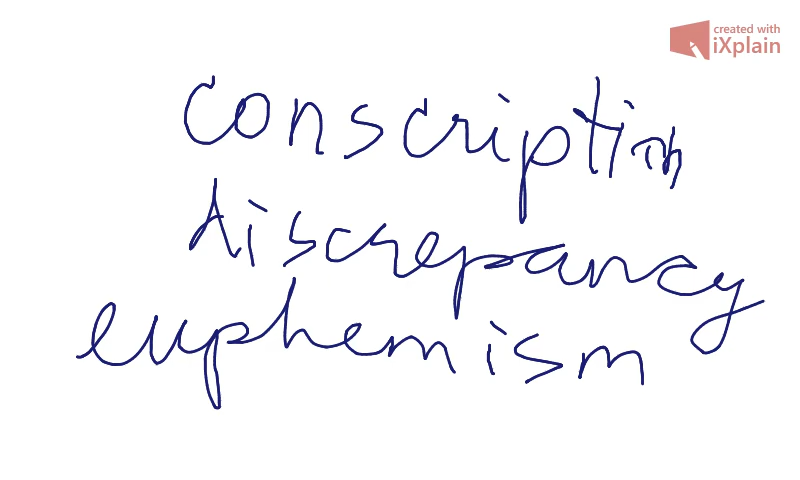 created with
iXplain
conscription
discrepancy
euphemism